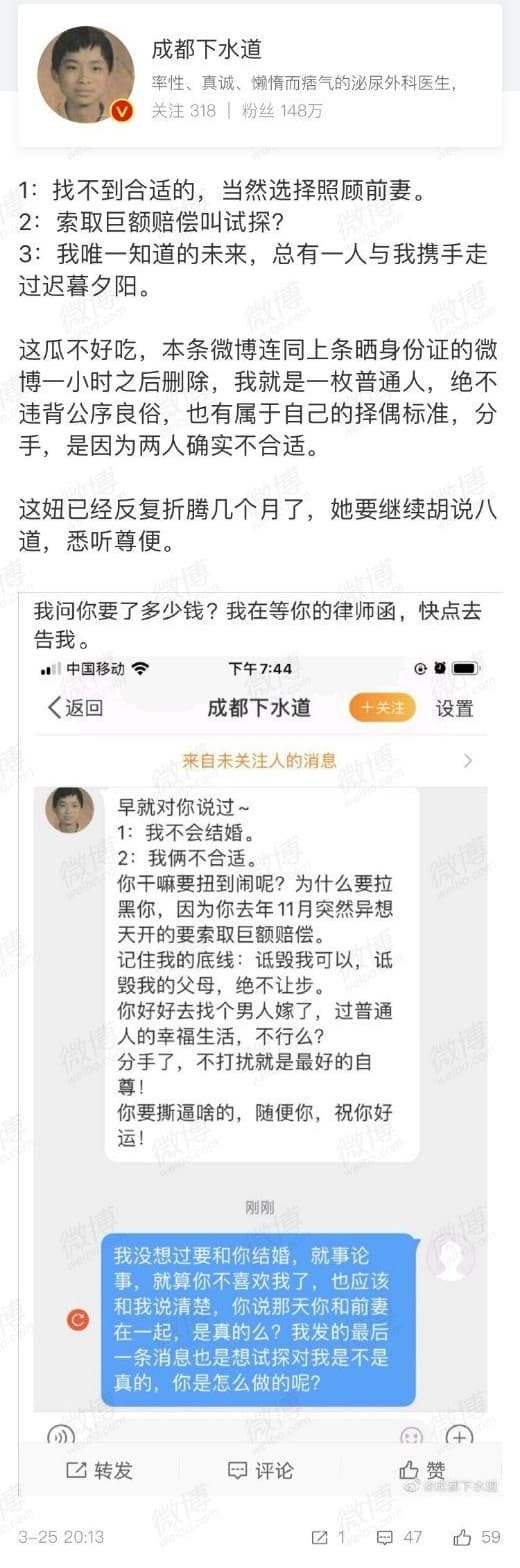 成都下水道
率性、真诚、懒惰而痞气的泌尿外科医生,
关注 318 | 粉丝 148万
1：找不到合适的，当然选择照顾前妻。
2：索取巨额赔偿叫试探？
3：我唯一知道的未来，总有一人与我携手走
过迟暮夕阳。
这瓜不好吃，本条微博连同上条晒身份证的微
博一小时之后删除，我就是一枚普通人，绝不
违背公序良俗，也有属于自己的择偶标准，分
手，是因为两人确实不合适。
这妞已经反复折腾几个月了，她要继续胡说八
道，悉听尊便。
我问你要了多少钱？我在等你的律师函，快点去
告我。
中国移动 下午7:44
返回 成都下水道 +关注 设置
来自未关注人的消息
早就对你说过~
1：我不会结婚。
2：我俩不合适。
你干嘛要扭到闹呢？为什么要拉
黑你，因为你去年11月突然异想
天开的要索取巨额赔偿。
记住我的底线：诋毁我可以，诋
毁我的父母，绝不让步。
你好好去找个男人嫁了，过普通
人的幸福生活，不行么？
分手了，不打扰就是最好的自
尊！
你要撕逼啥的，随便你，祝你好
运！
刚刚
我没想过要和你结婚，就事论
事，就算你不喜欢我了，也应该
和我说清楚，你说那天你和前妻
在一起，是真的么？我发的最后
一条消息也是想试探对我是不是
真的，你是怎么做的呢？
转发 评论 赞
@成都下水道
3-25 20:13 1 47 59